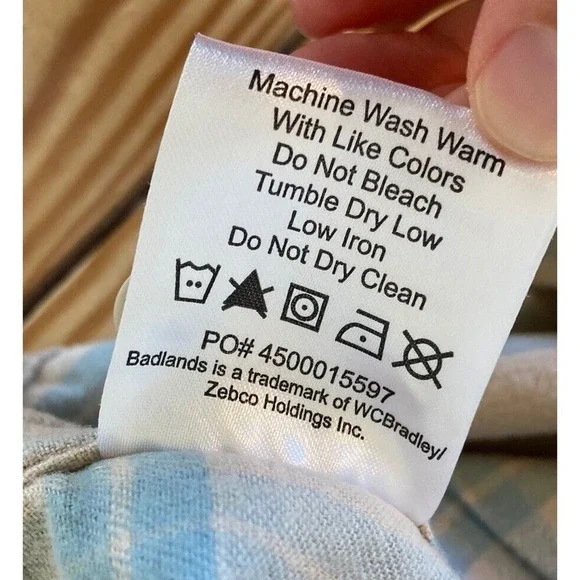 Machine Wash Warm
With Like Colors
Do Not Bleach
Tumble Dry Low
Low Iron
Do Not Dry Clean
PO# 4500015597
Badlands is a trademark of WCBradley/
Zebco Holdings Inc.